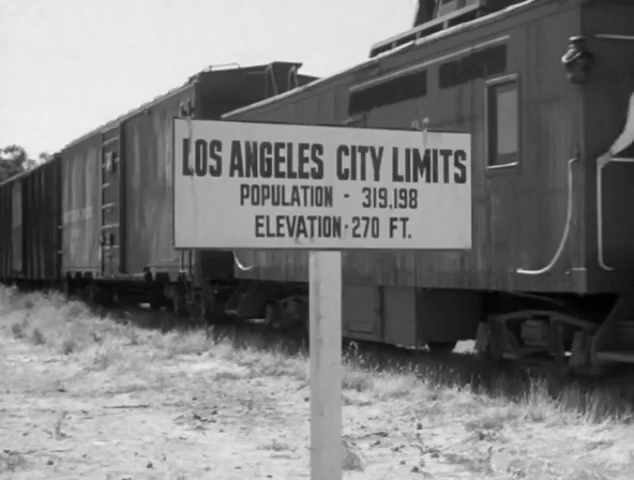 LOS ANGELES CITY LIMITS
POPULATION - 319,198
ELEVATION - 270 FT.